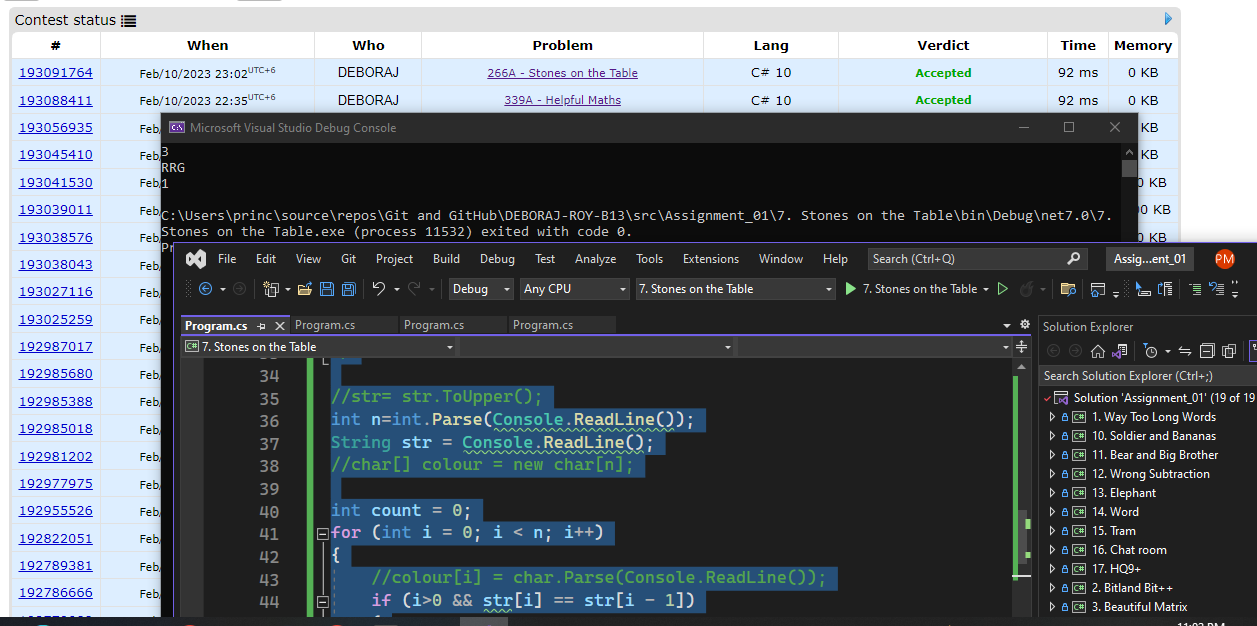 Contest status
# When Who Problem Lang Verdict Time Memory
193091764 Feb/10/2023 23:02 UTC+6 DEBORAJ 266A - Stones on the Table C# 10 Accepted 92 ms 0 KB
193088411 Feb/10/2023 22:35 UTC+6 DEBORAJ 339A - Helpful Maths C# 10 Accepted 92 ms 0 KB
193056935 Feb/ KB
193045410 Feb/ KB
193041530 Feb/ 0 KB
193039011 Feb/ 00 KB
193038576 Feb/ 0 KB
193038043 Feb/
193027116 Feb/
193025259 Feb/
192987017 Feb/
192985680 Feb/
192985388 Feb/
192985018 Feb/
192981202 Feb/
192977975 Feb/
192955526 Feb/
192822051 Feb/
192789381 Feb/
192786666 Feb/
Microsoft Visual Studio Debug Console
3
RRG
1
C:\Users\princ\source\repos\Git and GitHub\DEBORAJ-ROY-B13\src\Assignment_01\7. Stones on the Table\bin\Debug\net7.0\7.
Stones on the Table.exe (process 11532) exited with code 0.
File Edit View Git Project Build Debug Test Analyze Tools Extensions Window Help Search (Ctrl+Q) Assig...ent_01 PM
Debug Any CPU 7. Stones on the Table 7. Stones on the Table
Program.cs Program.cs Program.cs Program.cs
C# 7. Stones on the Table
34
35 //str= str.ToUpper();
36 int n=int.Parse(Console.ReadLine());
37 String str = Console.ReadLine();
38 //char[] colour = new char[n];
39
40 int count = 0;
41 for (int i = 0; i < n; i++)
42 {
43 //colour[i] = char.Parse(Console.ReadLine());
44 if (i>0 && str[i] == str[i - 1])
Solution Explorer
Search Solution Explorer (Ctrl+;)
Solution 'Assignment_01' (19 of 19
C# 1. Way Too Long Words
C# 10. Soldier and Bananas
C# 11. Bear and Big Brother
C# 12. Wrong Subtraction
C# 13. Elephant
C# 14. Word
C# 15. Tram
C# 16. Chat room
C# 17. HQ9+
C# 2. Bitland Bit++
C# 3. Beautiful Matrix